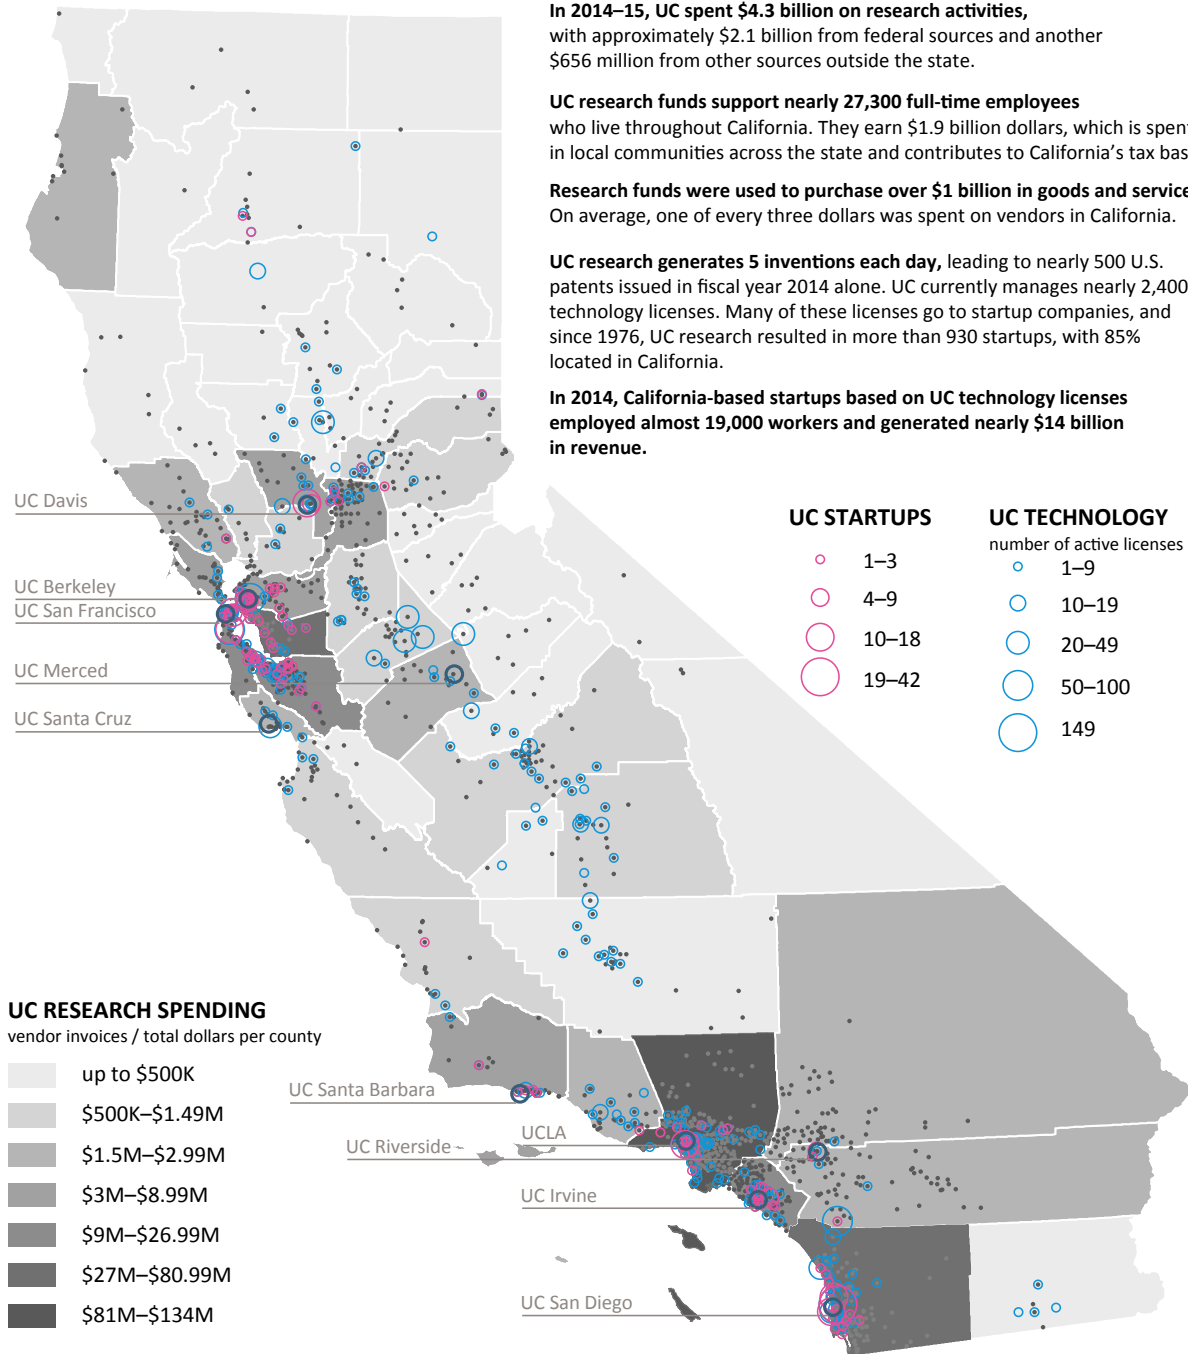 In 2014–15, UC spent $4.3 billion on research activities,
with approximately $2.1 billion from federal sources and another
$656 million from other sources outside the state.
UC research funds support nearly 27,300 full-time employees
who live throughout California. They earn $1.9 billion dollars, which is spent
in local communities across the state and contributes to California's tax bas
Research funds were used to purchase over $1 billion in goods and service
On average, one of every three dollars was spent on vendors in California.
UC research generates 5 inventions each day, leading to nearly 500 U.S.
patents issued in fiscal year 2014 alone. UC currently manages nearly 2,400
technology licenses. Many of these licenses go to startup companies, and
since 1976, UC research resulted in more than 930 startups, with 85%
located in California.
In 2014, California-based startups based on UC technology licenses
employed almost 19,000 workers and generated nearly $14 billion
in revenue.
UC STARTUPS
1–3
4–9
10–18
19–42
UC TECHNOLOGY
number of active licenses
1–9
10–19
20–49
50–100
149
UC Davis
UC Berkeley
UC San Francisco
UC Merced
UC Santa Cruz
UC RESEARCH SPENDING
vendor invoices / total dollars per county
up to $500K
$500K–$1.49M
$1.5M–$2.99M
$3M–$8.99M
$9M–$26.99M
$27M–$80.99M
$81M–$134M
UC Santa Barbara
UCLA
UC Riverside
UC Irvine
UC San Diego